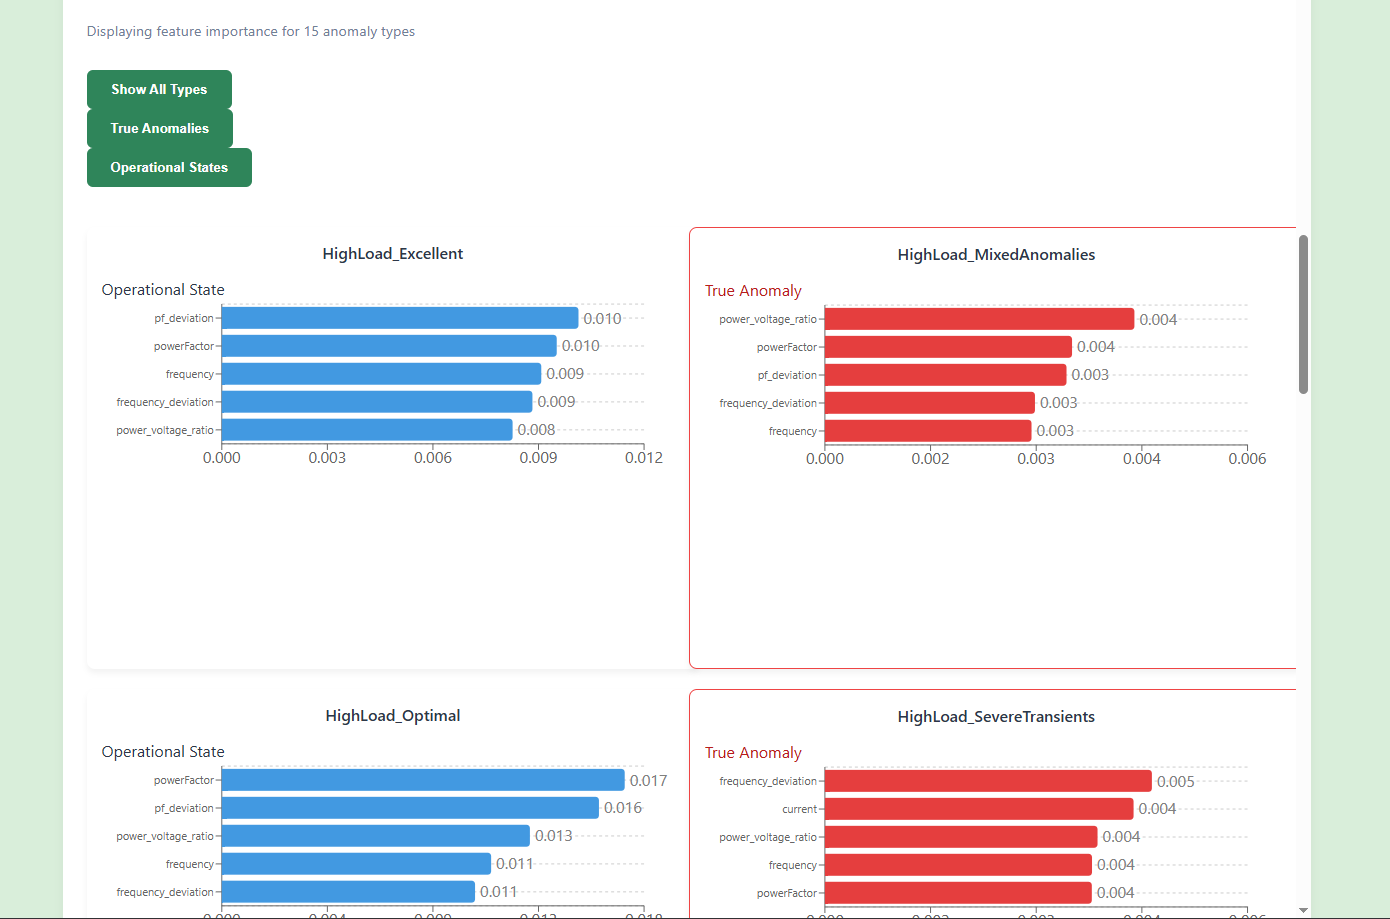 Displaying feature importance for 15 anomaly types
Show All Types
True Anomalies
Operational States
HighLoad_Excellent
Operational State
pf_deviation 0.010
powerFactor 0.010
frequency 0.009
frequency_deviation 0.009
power_voltage_ratio 0.008
0.000 0.003 0.006 0.009 0.012
HighLoad_MixedAnomalies
True Anomaly
power_voltage_ratio 0.004
powerFactor 0.004
pf_deviation 0.003
frequency_deviation 0.003
frequency 0.003
0.000 0.002 0.003 0.004 0.006
HighLoad_Optimal
Operational State
powerFactor 0.017
pf_deviation 0.016
power_voltage_ratio 0.013
frequency 0.011
frequency_deviation 0.011
HighLoad_SevereTransients
True Anomaly
frequency_deviation 0.005
current 0.004
power_voltage_ratio 0.004
frequency 0.004
powerFactor 0.004